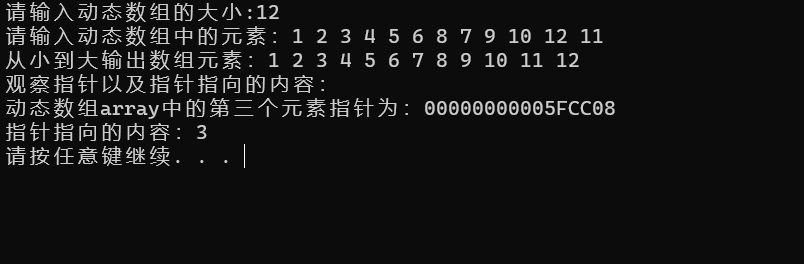 请输入动态数组的大小:12
请输入动态数组中的元素: 1 2 3 4 5 6 8 7 9 10 12 11
从小到大输出数组元素: 1 2 3 4 5 6 7 8 9 10 11 12
观察指针以及指针指向的内容:
动态数组array中的第三个元素指针为: 00000000005FCC08
指针指向的内容: 3
请按任意键继续. . .